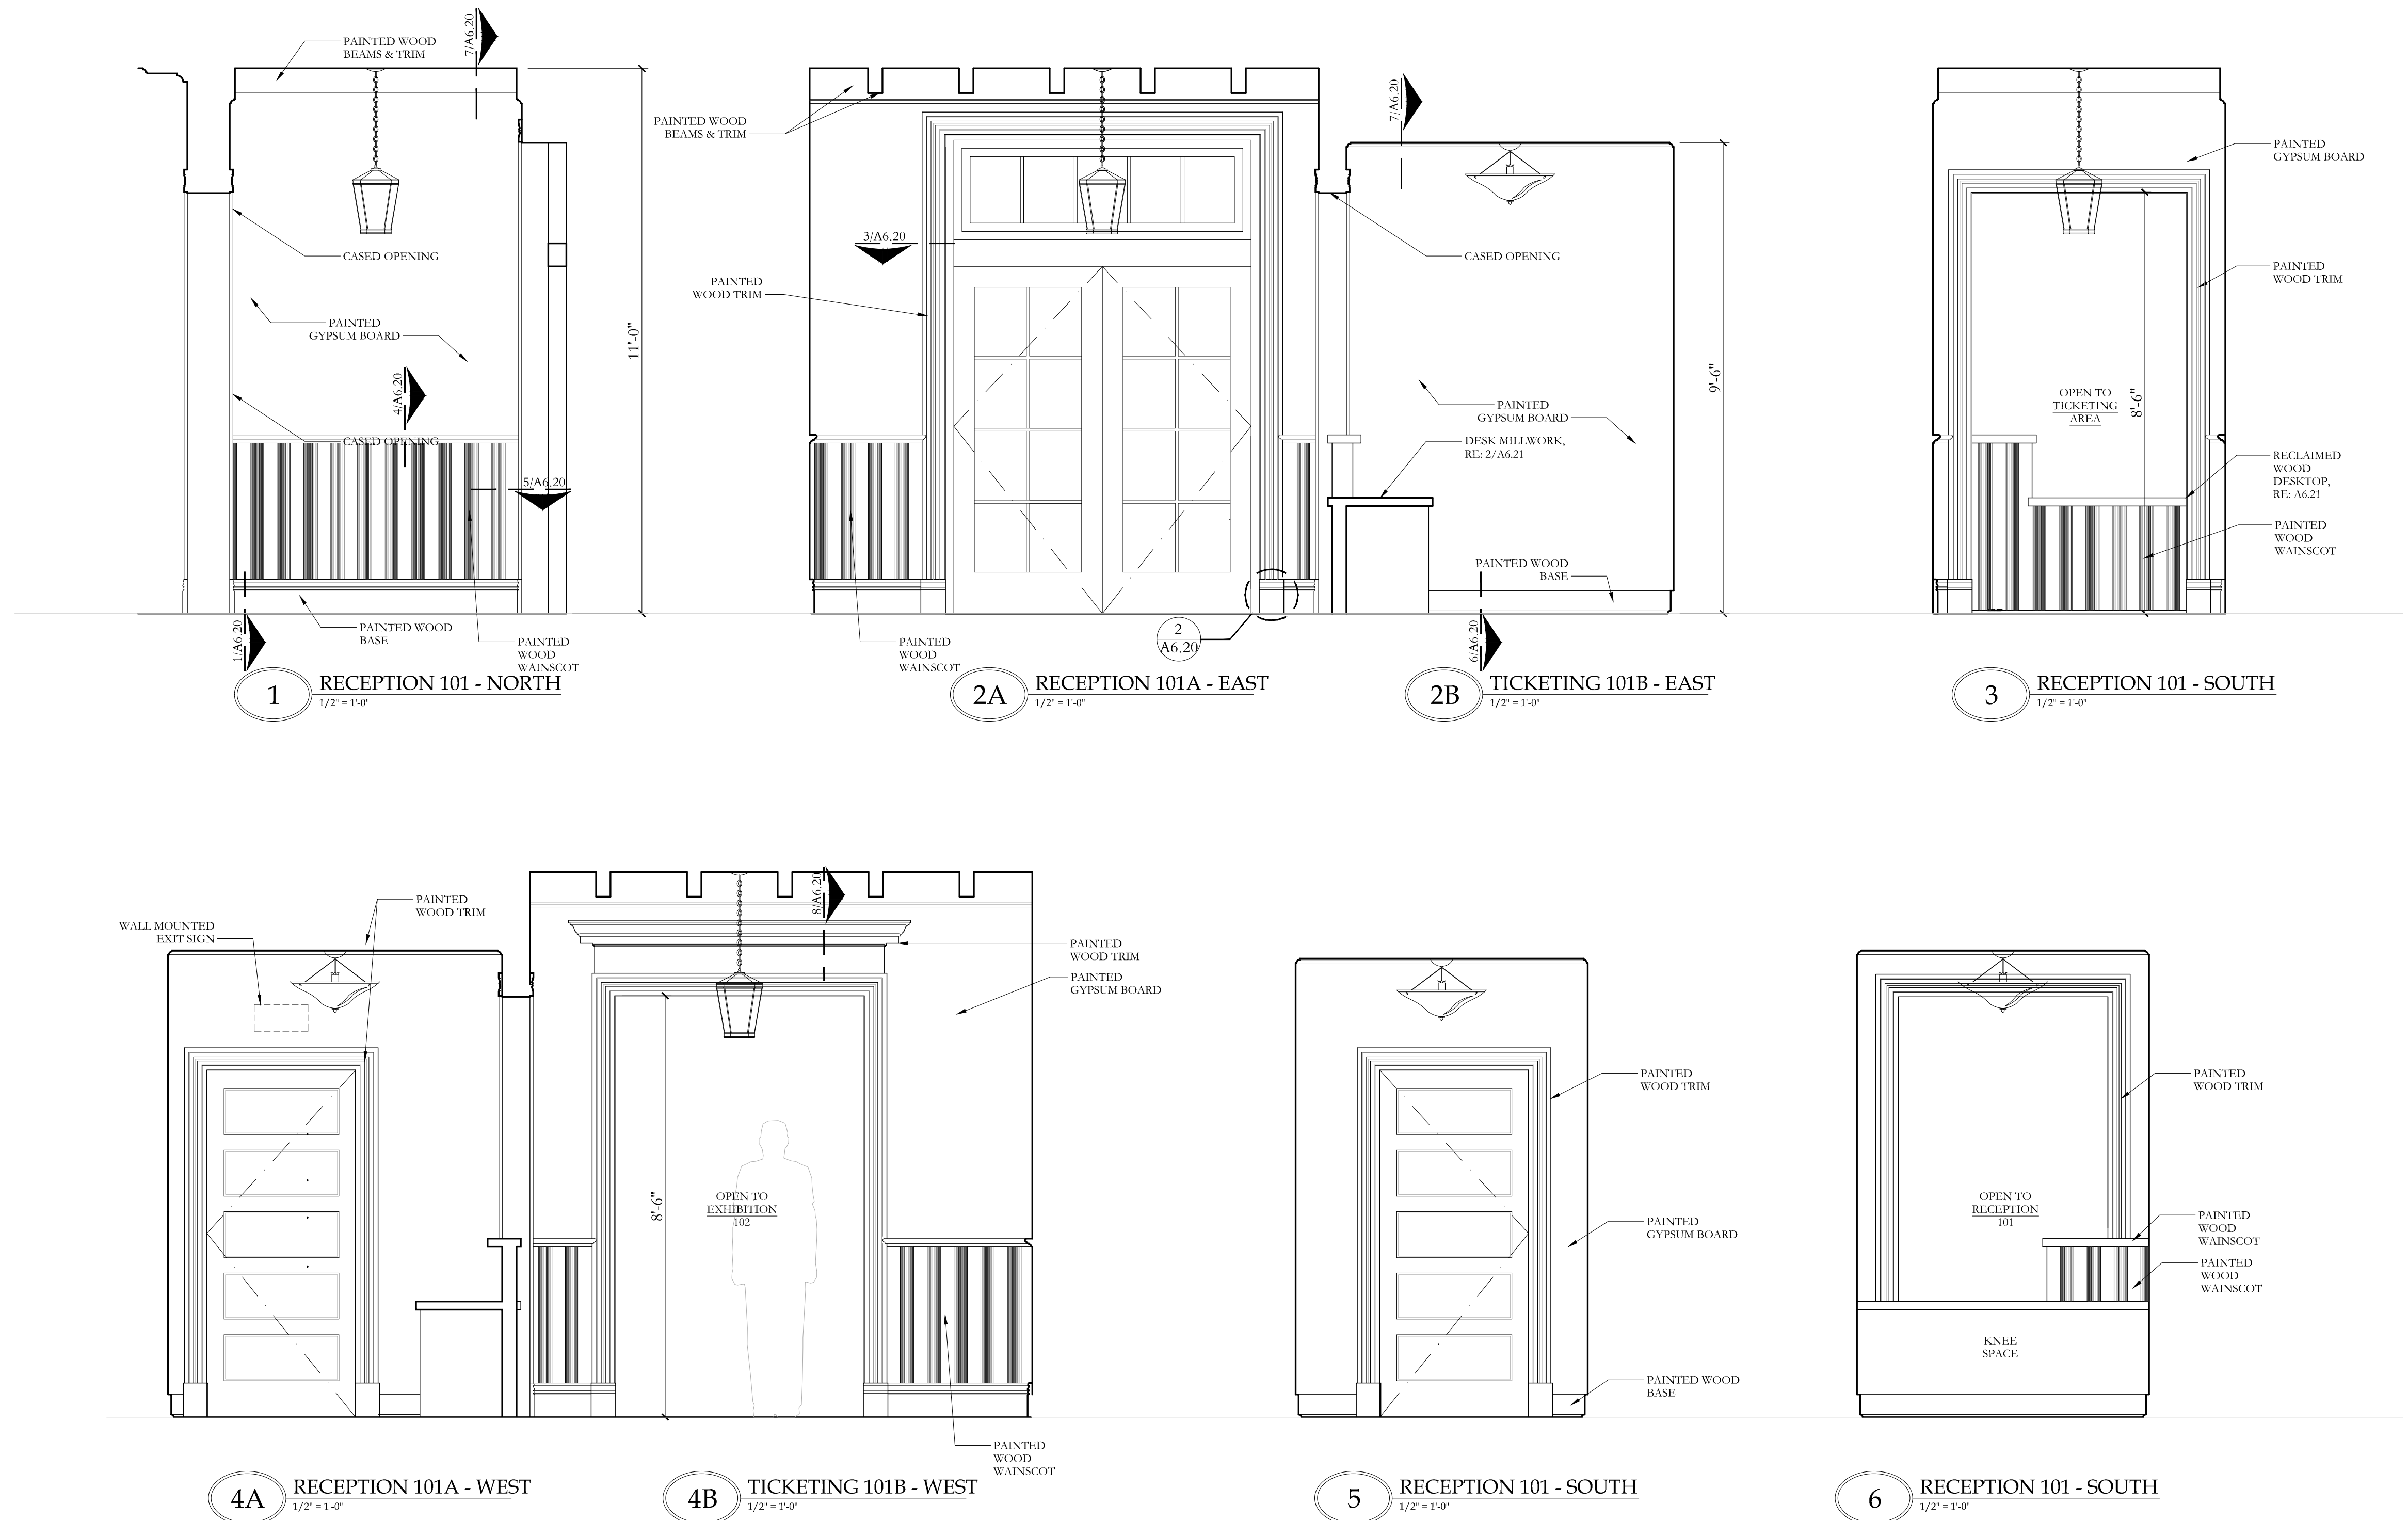 PAINTED WOOD
BEAMS & TRIM
7/A6.20
CASED OPENING
PAINTED
GYPSUM BOARD
4/A6.20
CASED OPENING
5/A6.20
11'-0"
1/A6.20
PAINTED WOOD
BASE
PAINTED
WOOD
WAINSCOT
1
RECEPTION 101 - NORTH
1/2" = 1'-0"
PAINTED WOOD
BEAMS & TRIM
3/A6.20
PAINTED
WOOD TRIM
PAINTED
WOOD
WAINSCOT
2
A6.20
2A
RECEPTION 101A - EAST
1/2" = 1'-0"
7/A6.20
CASED OPENING
PAINTED
GYPSUM BOARD
DESK MILLWORK,
RE: 2/A6.21
PAINTED WOOD
BASE
9'-6"
6/A6.20
2B
TICKETING 101B - EAST
1/2" = 1'-0"
PAINTED
GYPSUM BOARD
PAINTED
WOOD TRIM
OPEN TO
TICKETING
AREA
8'-6"
RECLAIMED
WOOD
DESKTOP,
RE: A6.21
PAINTED
WOOD
WAINSCOT
3
RECEPTION 101 - SOUTH
1/2" = 1'-0"
PAINTED
WOOD TRIM
WALL MOUNTED
EXIT SIGN
4A
RECEPTION 101A - WEST
1/2" = 1'-0"
8/A6.20
PAINTED
WOOD TRIM
PAINTED
GYPSUM BOARD
8'-6"
OPEN TO
EXHIBITION
102
PAINTED
WOOD
WAINSCOT
4B
TICKETING 101B - WEST
1/2" = 1'-0"
PAINTED
WOOD TRIM
PAINTED
GYPSUM BOARD
PAINTED WOOD
BASE
5
RECEPTION 101 - SOUTH
1/2" = 1'-0"
PAINTED
WOOD TRIM
OPEN TO
RECEPTION
101
PAINTED
WOOD
WAINSCOT
PAINTED
WOOD
WAINSCOT
KNEE
SPACE
6
RECEPTION 101 - SOUTH
1/2" = 1'-0"